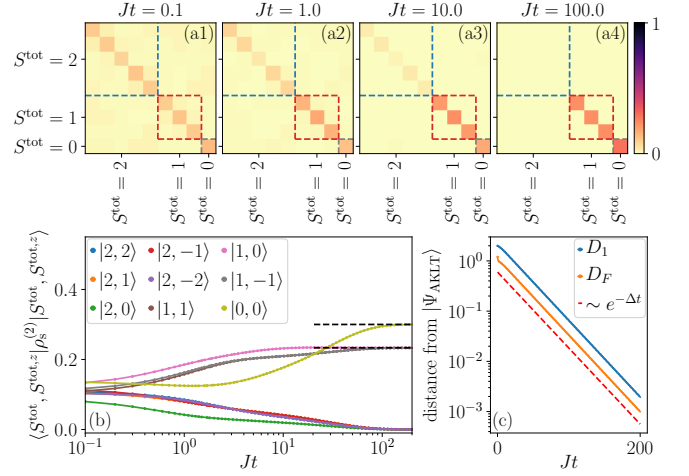 Jt = 0.1 Jt = 1.0 Jt = 10.0 Jt = 100.0
(a1) (a2) (a3) (a4) 1
S^tot = 2
S^tot = 1
S^tot = 0 0
S^tot = 2 S^tot = 1 S^tot = 0 S^tot = 2 S^tot = 1 S^tot = 0 S^tot = 2 S^tot = 1 S^tot = 0 S^tot = 2 S^tot = 1 S^tot = 0
⟨S^tot, S^tot,z|ρ_s^(2)|S^tot, S^tot,z⟩
0.4
0.2
0.0
|2, 2⟩ |2, −1⟩ |1, 0⟩
|2, 1⟩ |2, −2⟩ |1, −1⟩
|2, 0⟩ |1, 1⟩ |0, 0⟩
(b)
10^−1 10^0 10^1 10^2
Jt
distance from |Ψ_AKLT⟩
10^0
10^−1
10^−2
10^−3
D_1
D_F
∼ e^−Δt
(c)
0 200
Jt